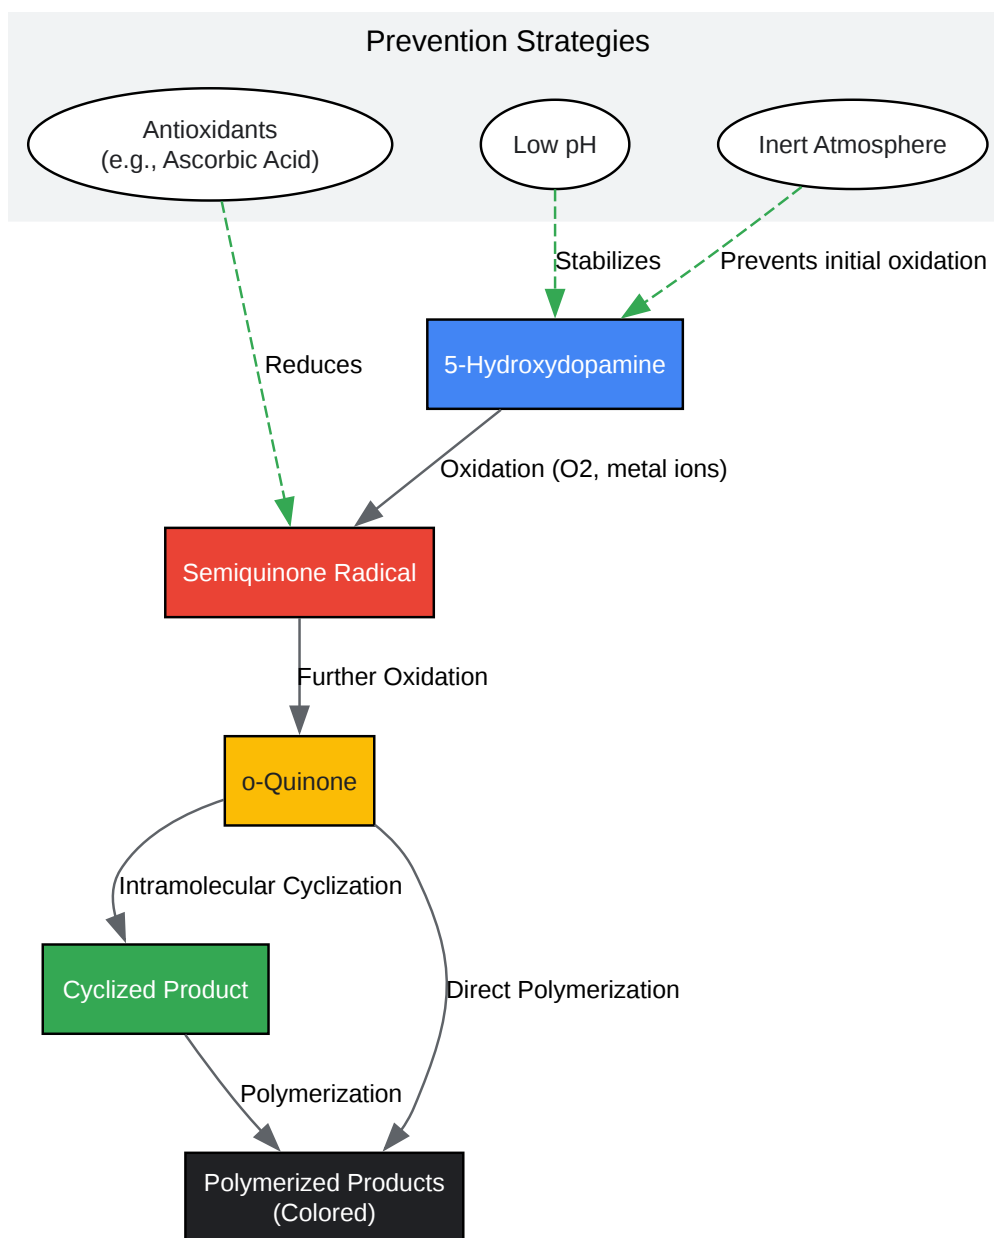 Prevention Strategies
Antioxidants
(e.g., Ascorbic Acid)
Low pH
Inert Atmosphere
Stabilizes
Prevents initial oxidation
Reduces
5-Hydroxydopamine
Oxidation (O2, metal ions)
Semiquinone Radical
Further Oxidation
o-Quinone
Intramolecular Cyclization
Cyclized Product
Direct Polymerization
Polymerization
Polymerized Products
(Colored)